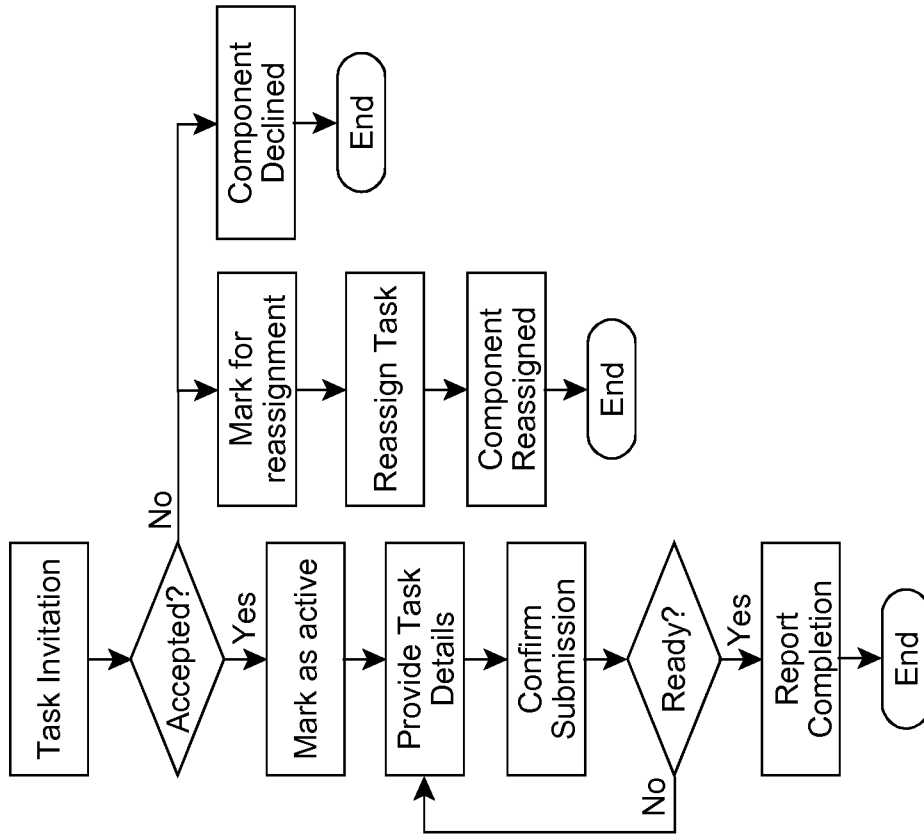 Task Invitation
Accepted?
No
Yes
Mark as active
Provide Task
Details
Confirm
Submission
Ready?
No
Yes
Report
Completion
End
Mark for
reassignment
Reassign Task
Component
Reassigned
End
Component
Declined
End